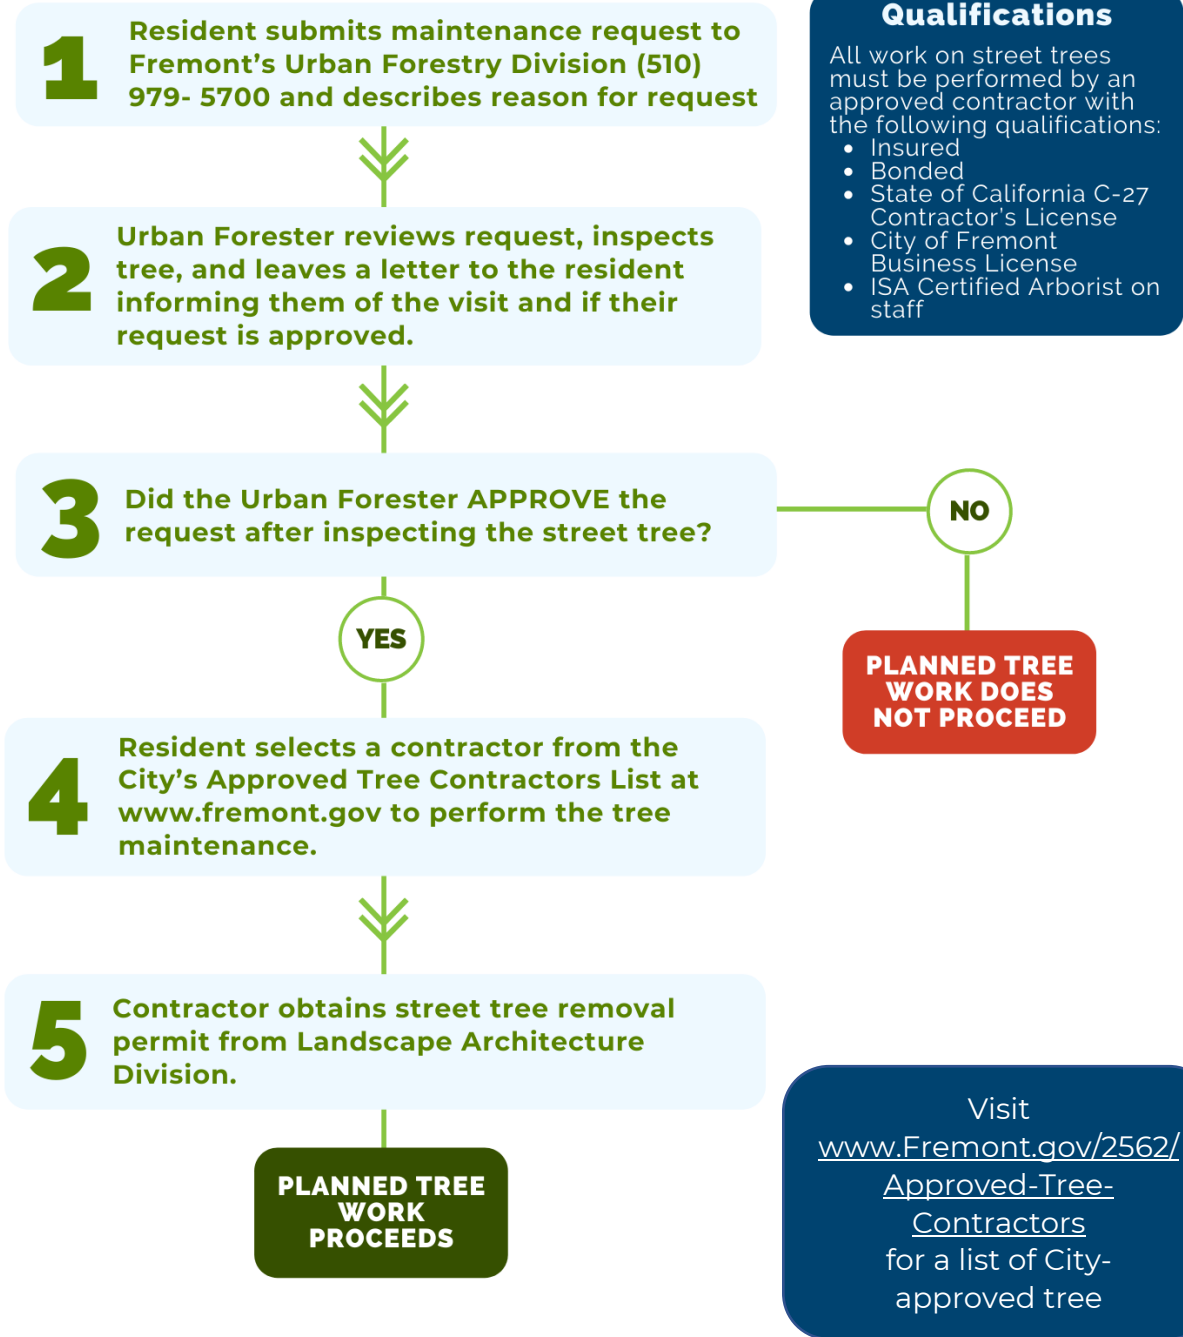 1
Resident submits maintenance request to
Fremont's Urban Forestry Division (510)
979- 5700 and describes reason for request
Qualifications
All work on street trees
must be performed by an
approved contractor with
the following qualifications:
• Insured
• Bonded
• State of California C-27
Contractor's License
• City of Fremont
Business License
• ISA Certified Arborist on
staff
2
Urban Forester reviews request, inspects
tree, and leaves a letter to the resident
informing them of the visit and if their
request is approved.
3
Did the Urban Forester APPROVE the
request after inspecting the street tree?
NO
YES
PLANNED TREE
WORK DOES
NOT PROCEED
4
Resident selects a contractor from the
City's Approved Tree Contractors List at
www.fremont.gov to perform the tree
maintenance.
5
Contractor obtains street tree removal
permit from Landscape Architecture
Division.
PLANNED TREE
WORK
PROCEEDS
Visit
www.Fremont.gov/2562/
Approved-Tree-
Contractors
for a list of City-
approved tree